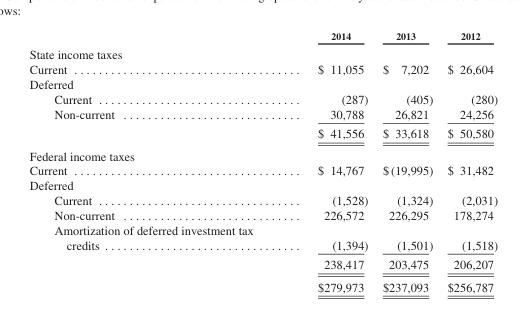 ows:
2014 2013 2012
State income taxes
Current .................................... $ 11,055 $ 7,202 $ 26,604
Deferred
Current ................................ (287) (405) (280)
Non-current ............................ 30,788 26,821 24,256
$ 41,556 $ 33,618 $ 50,580
Federal income taxes
Current .................................... $ 14,767 $(19,995) $ 31,482
Deferred
Current ................................ (1,528) (1,324) (2,031)
Non-current ............................ 226,572 226,295 178,274
Amortization of deferred investment tax
credits ............................... (1,394) (1,501) (1,518)
238,417 203,475 206,207
$279,973 $237,093 $256,787